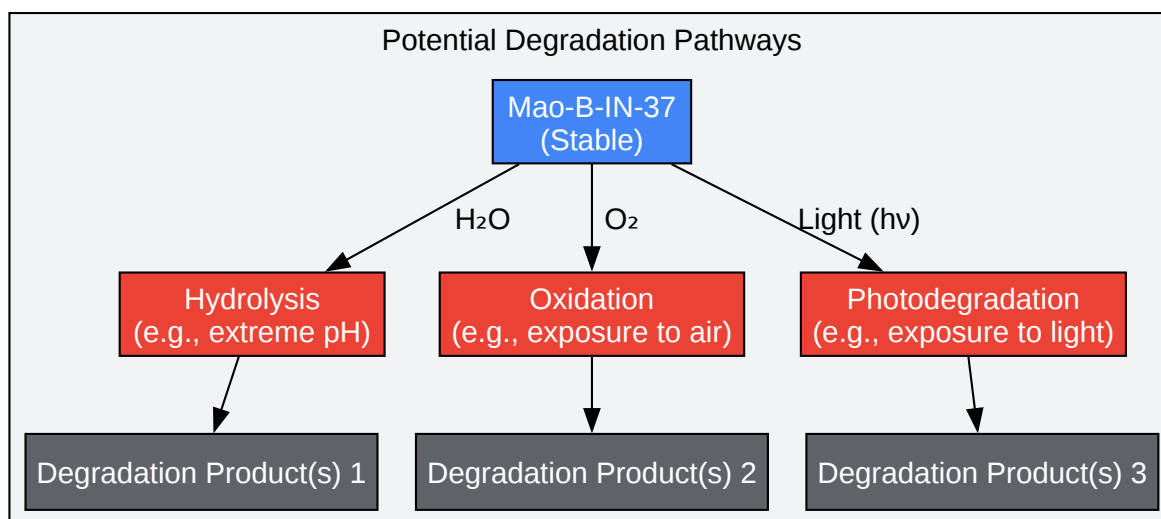 Potential Degradation Pathways
Mao-B-IN-37
(Stable)
H₂O
O₂
Light (hν)
Hydrolysis
(e.g., extreme pH)
Oxidation
(e.g., exposure to air)
Photodegradation
(e.g., exposure to light)
Degradation Product(s) 1
Degradation Product(s) 2
Degradation Product(s) 3